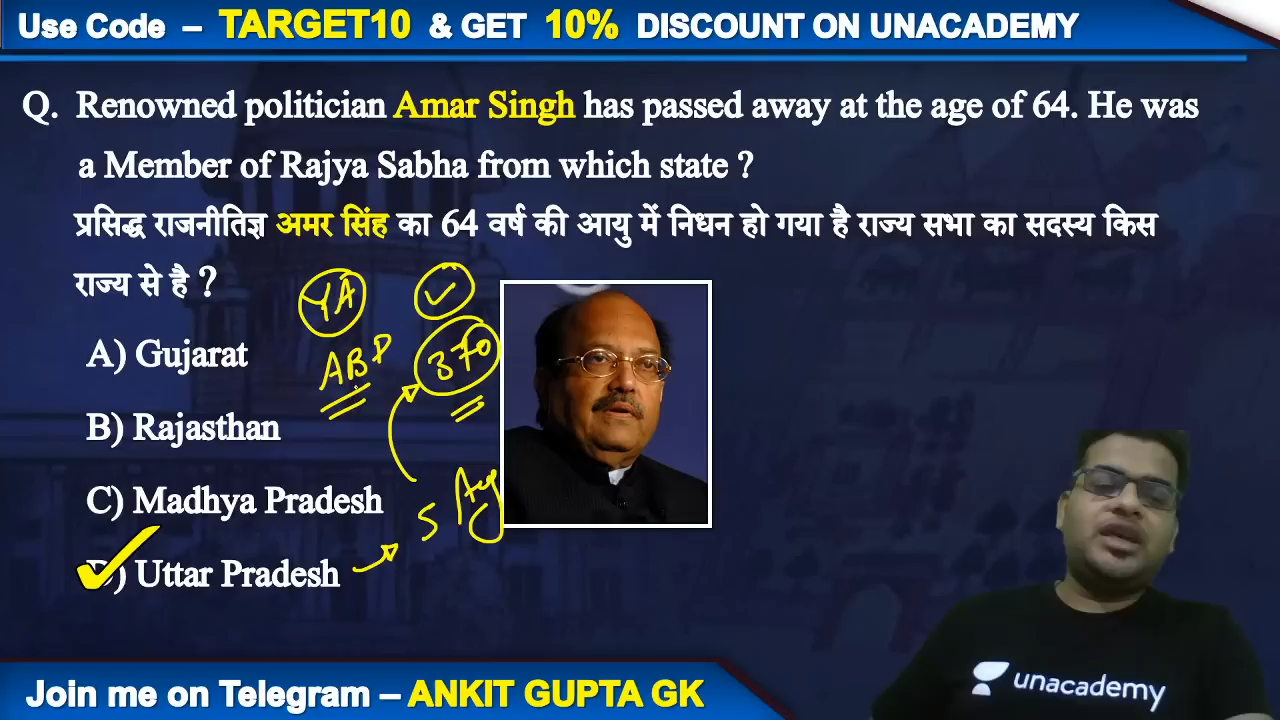 Use Code – TARGET10 & GET 10% DISCOUNT ON UNACADEMY
Q. Renowned politician Amar Singh has passed away at the age of 64. He was
a Member of Rajya Sabha from which state ?
प्रसिद्ध राजनीतिज्ञ अमर सिंह का 64 वर्ष की आयु में निधन हो गया है राज्य सभा का सदस्य किस
राज्य से है ?
YA
A) Gujarat
ABP
370
B) Rajasthan
C) Madhya Pradesh
5 Aug
D) Uttar Pradesh
unacademy
Join me on Telegram – ANKIT GUPTA GK